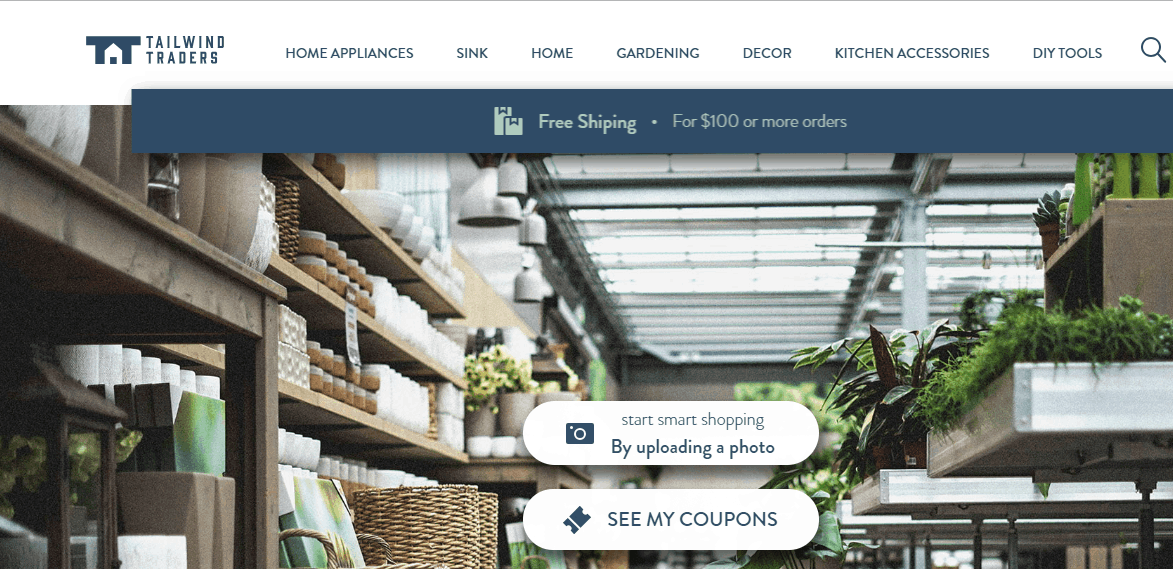 TAILWIND
TRADERS
HOME APPLIANCES SINK HOME GARDENING DECOR KITCHEN ACCESSORIES DIY TOOLS
Free Shiping • For $100 or more orders
start smart shopping
By uploading a photo
SEE MY COUPONS